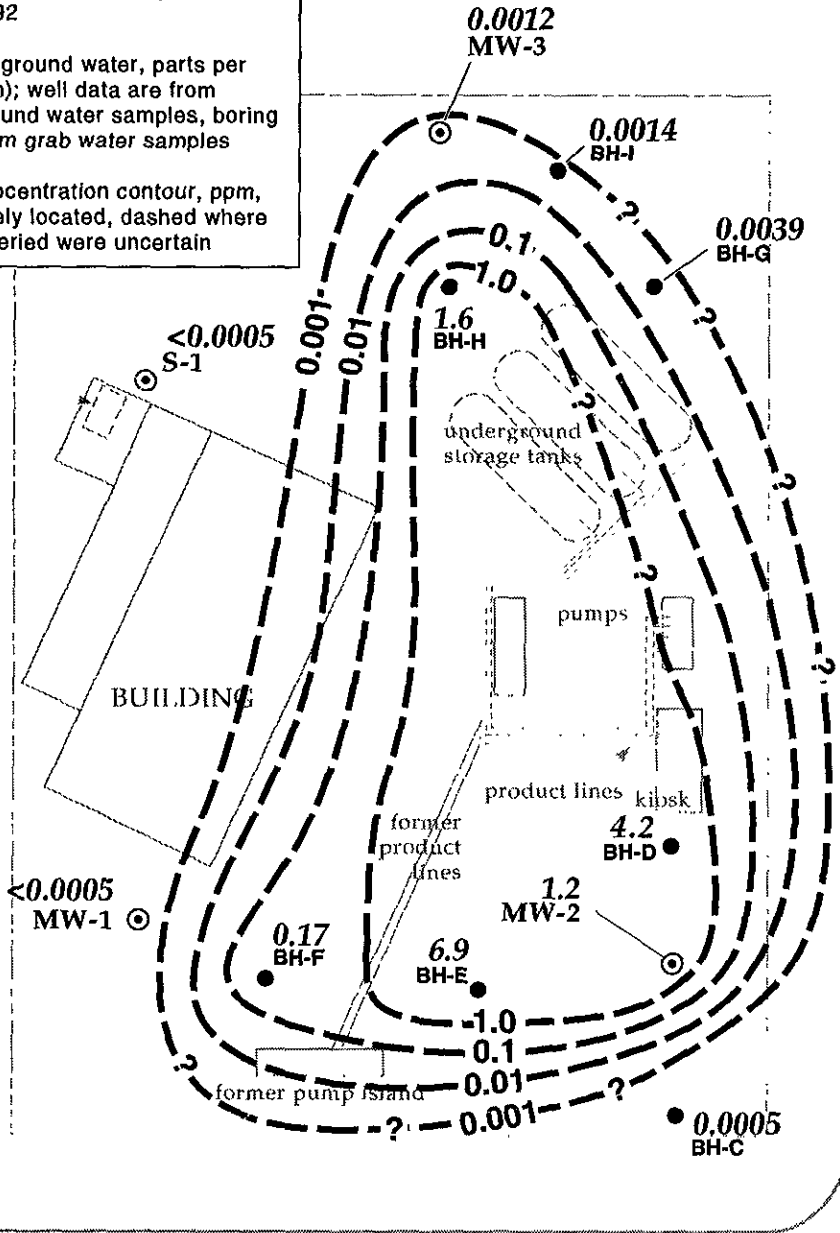 92
ground water, parts per
); well data are from
und water samples, boring
m grab water samples
centration contour, ppm,
ely located, dashed where
eried were uncertain
0.0012
MW-3
0.0014
BH-I
?
0.0039
BH-G
0.1
1.0
?
0.001
0.01
1.6
BH-H
<0.0005
S-1
?
underground
storage tanks
?
?
pumps
?
BUILDING
product lines
kiosk
former
product
lines
4.2
BH-D
<0.0005
MW-1
1.2
MW-2
0.17
BH-F
6.9
BH-E
1.0
0.1
?
0.01
former pump island
?
0.001
?
0.0005
BH-C